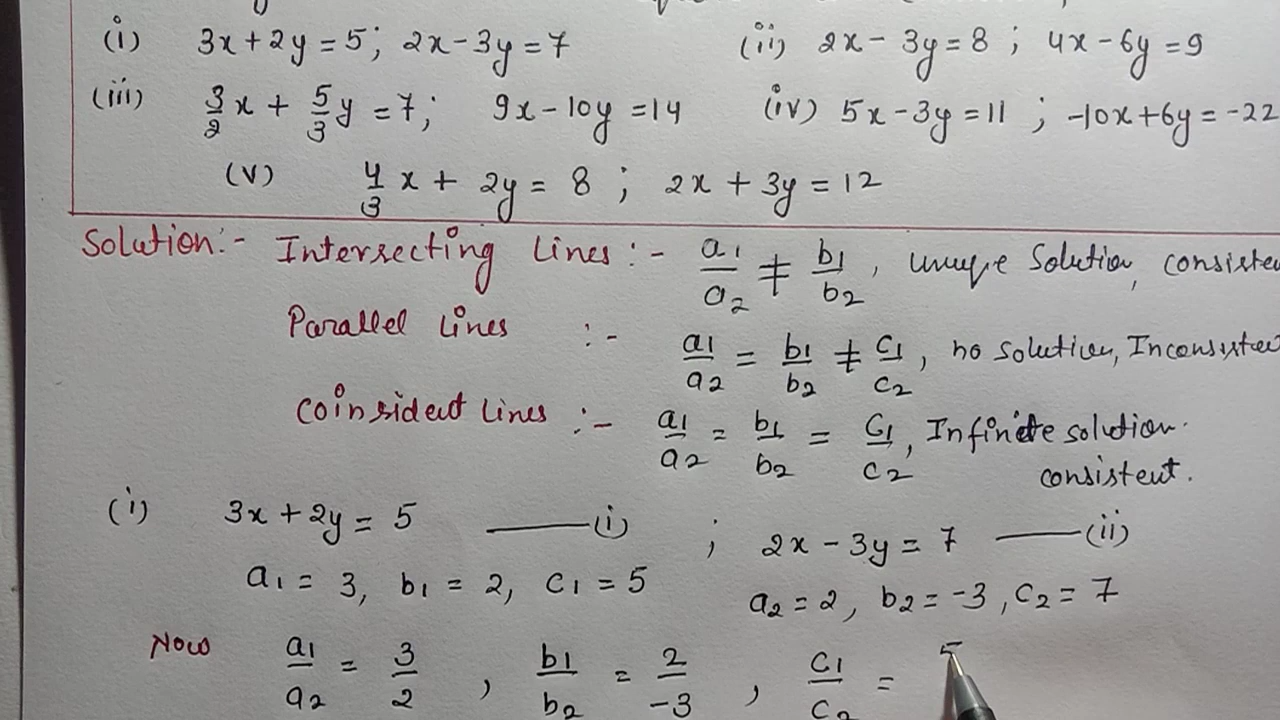 (i) 3x + 2y = 5; 2x - 3y = 7 (ii) 2x - 3y = 8 ; 4x - 6y = 9
(iii) 3/2 x + 5/3 y = 7; 9x - 10y = 14 (iv) 5x - 3y = 11 ; -10x + 6y = -22
(v) 4/3 x + 2y = 8 ; 2x + 3y = 12
Solution:- Intersecting Lines :- a1/a2 ≠ b1/b2, unique Solution, consiste
Parallel Lines :- a1/a2 = b1/b2 ≠ c1/c2, no solution, Inconsiste
Coinsident Lines :- a1/a2 = b1/b2 = c1/c2, Infinite solution.
consistent.
(i) 3x + 2y = 5 ——(i) ; 2x - 3y = 7 ——(ii)
a1 = 3, b1 = 2, c1 = 5 a2 = 2, b2 = -3, c2 = 7
Now a1/a2 = 3/2 , b1/b2 = 2/-3 , c1/c2 = 5